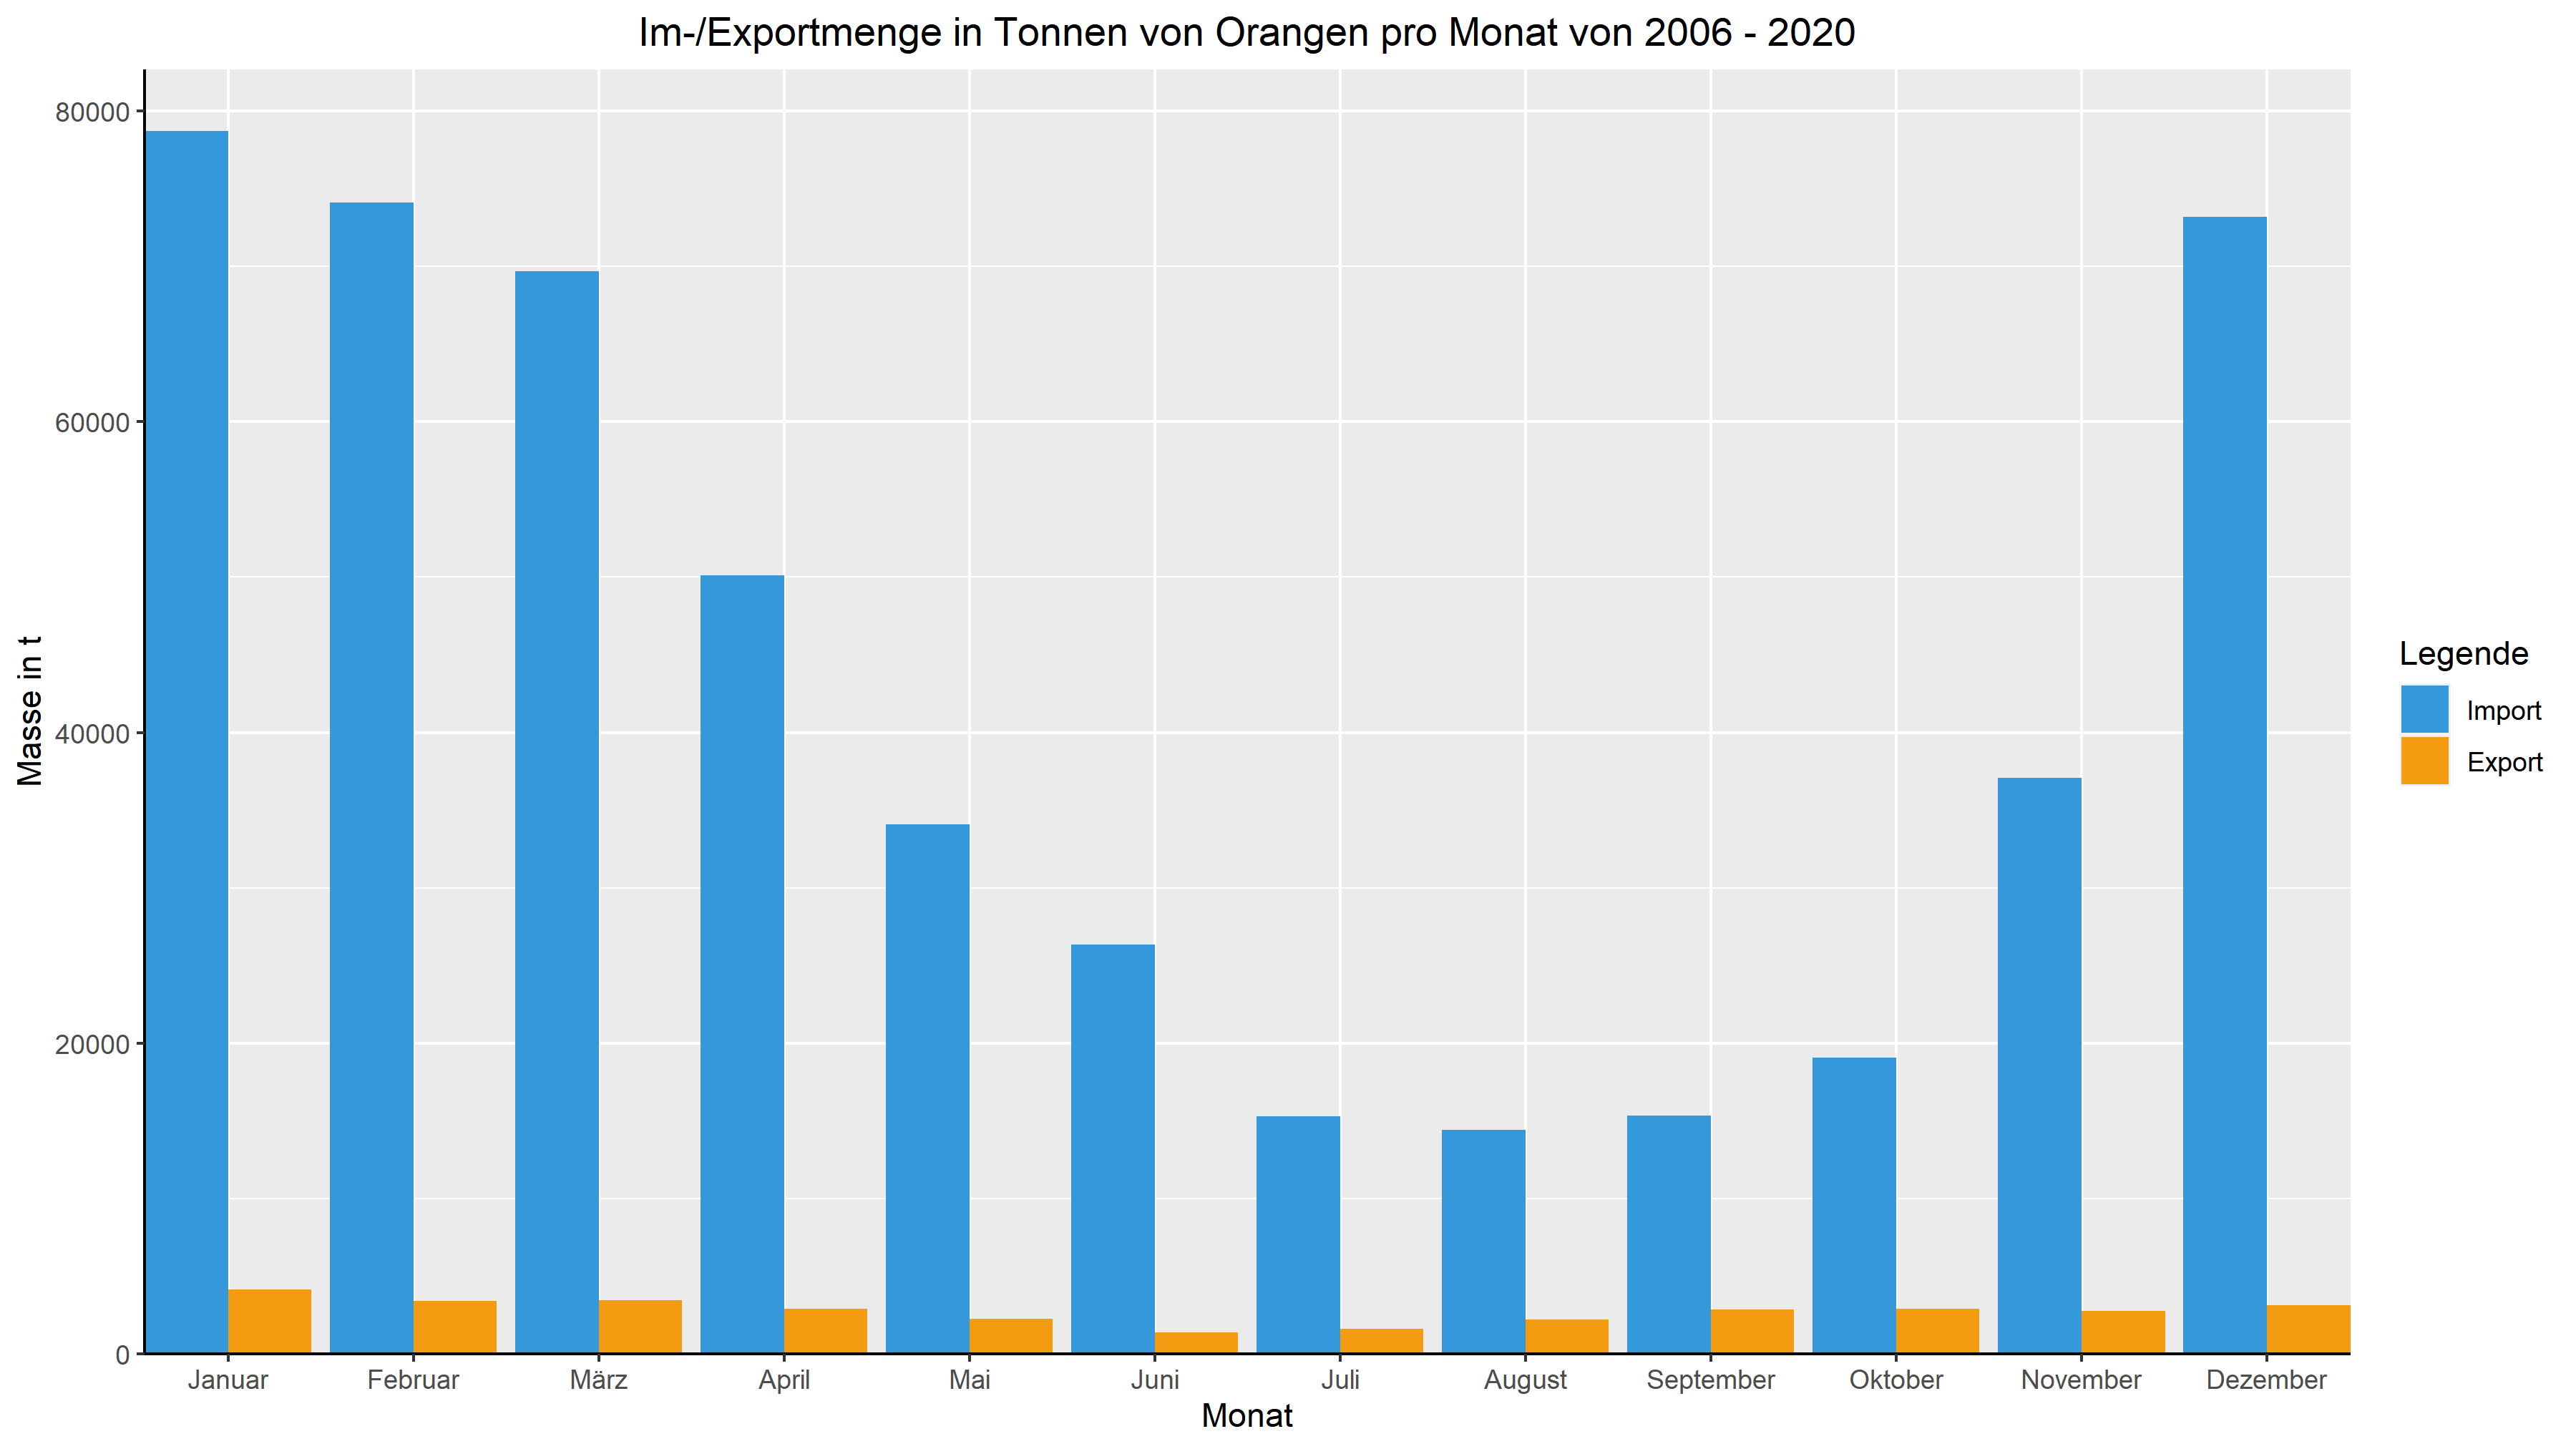 Im-/Exportmenge in Tonnen von Orangen pro Monat von 2006 - 2020
Masse in t
80000
60000
40000
20000
0
Januar Februar März April Mai Juni Juli August September Oktober November Dezember
Monat
Legende
Import
Export